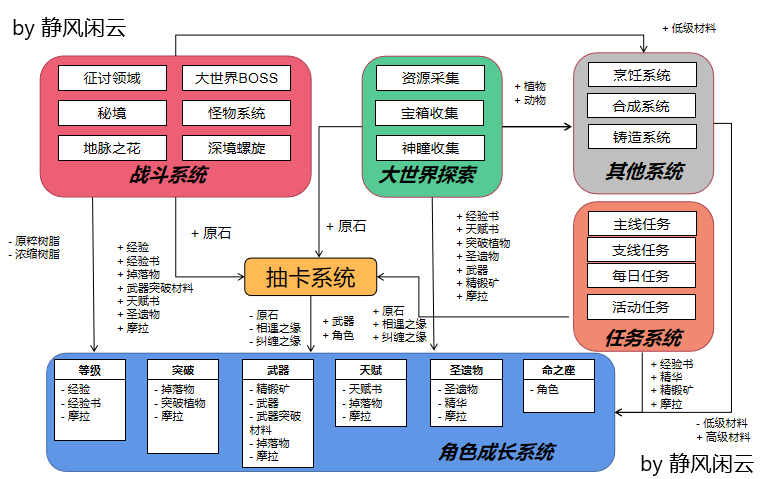 by 静风闲云
+ 低级材料
征讨领域
大世界BOSS
秘境
怪物系统
地脉之花
深境螺旋
战斗系统
资源采集
宝箱收集
神瞳收集
大世界探索
+ 植物
+ 动物
烹饪系统
合成系统
铸造系统
其他系统
主线任务
支线任务
每日任务
活动任务
任务系统
- 原粹树脂
- 浓缩树脂
+ 经验
+ 经验书
+ 掉落物
+ 武器突破材料
+ 天赋书
+ 圣遗物
+ 摩拉
+ 原石
+ 原石
抽卡系统
+ 经验书
+ 天赋书
+ 突破植物
+ 圣遗物
+ 武器
+ 精锻矿
+ 摩拉
- 原石
- 相遇之缘
- 纠缠之缘
+ 武器
+ 角色
+ 原石
+ 相遇之缘
+ 纠缠之缘
+ 经验书
+ 精华
+ 精锻矿
+ 摩拉
- 低级材料
+ 高级材料
等级
- 经验
- 经验书
- 摩拉
突破
- 掉落物
- 突破植物
- 摩拉
武器
- 精锻矿
- 武器
- 武器突破
材料
- 掉落物
- 摩拉
天赋
- 天赋书
- 掉落物
- 摩拉
圣遗物
- 圣遗物
- 精华
- 摩拉
命之座
- 角色
角色成长系统
by 静风闲云